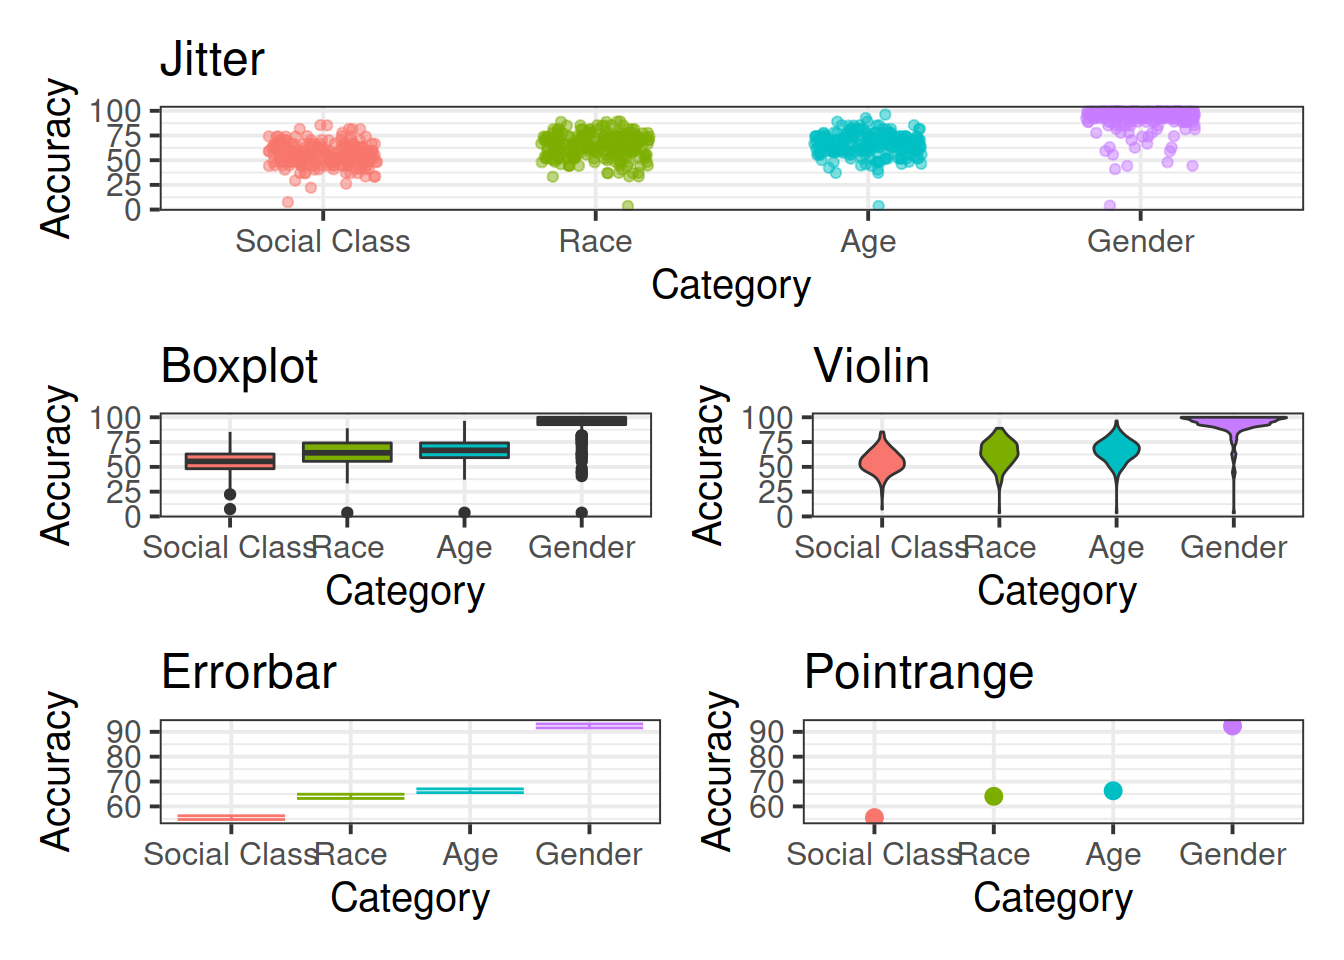 Jitter
Accuracy
100
75
50
25
0
Social Class Race Age Gender
Category
Boxplot
Accuracy
100
75
50
25
0
Social Class Race Age Gender
Category
Violin
Accuracy
100
75
50
25
0
Social Class Race Age Gender
Category
Errorbar
Accuracy
90
80
70
60
Social Class Race Age Gender
Category
Pointrange
Accuracy
90
80
70
60
Social Class Race Age Gender
Category